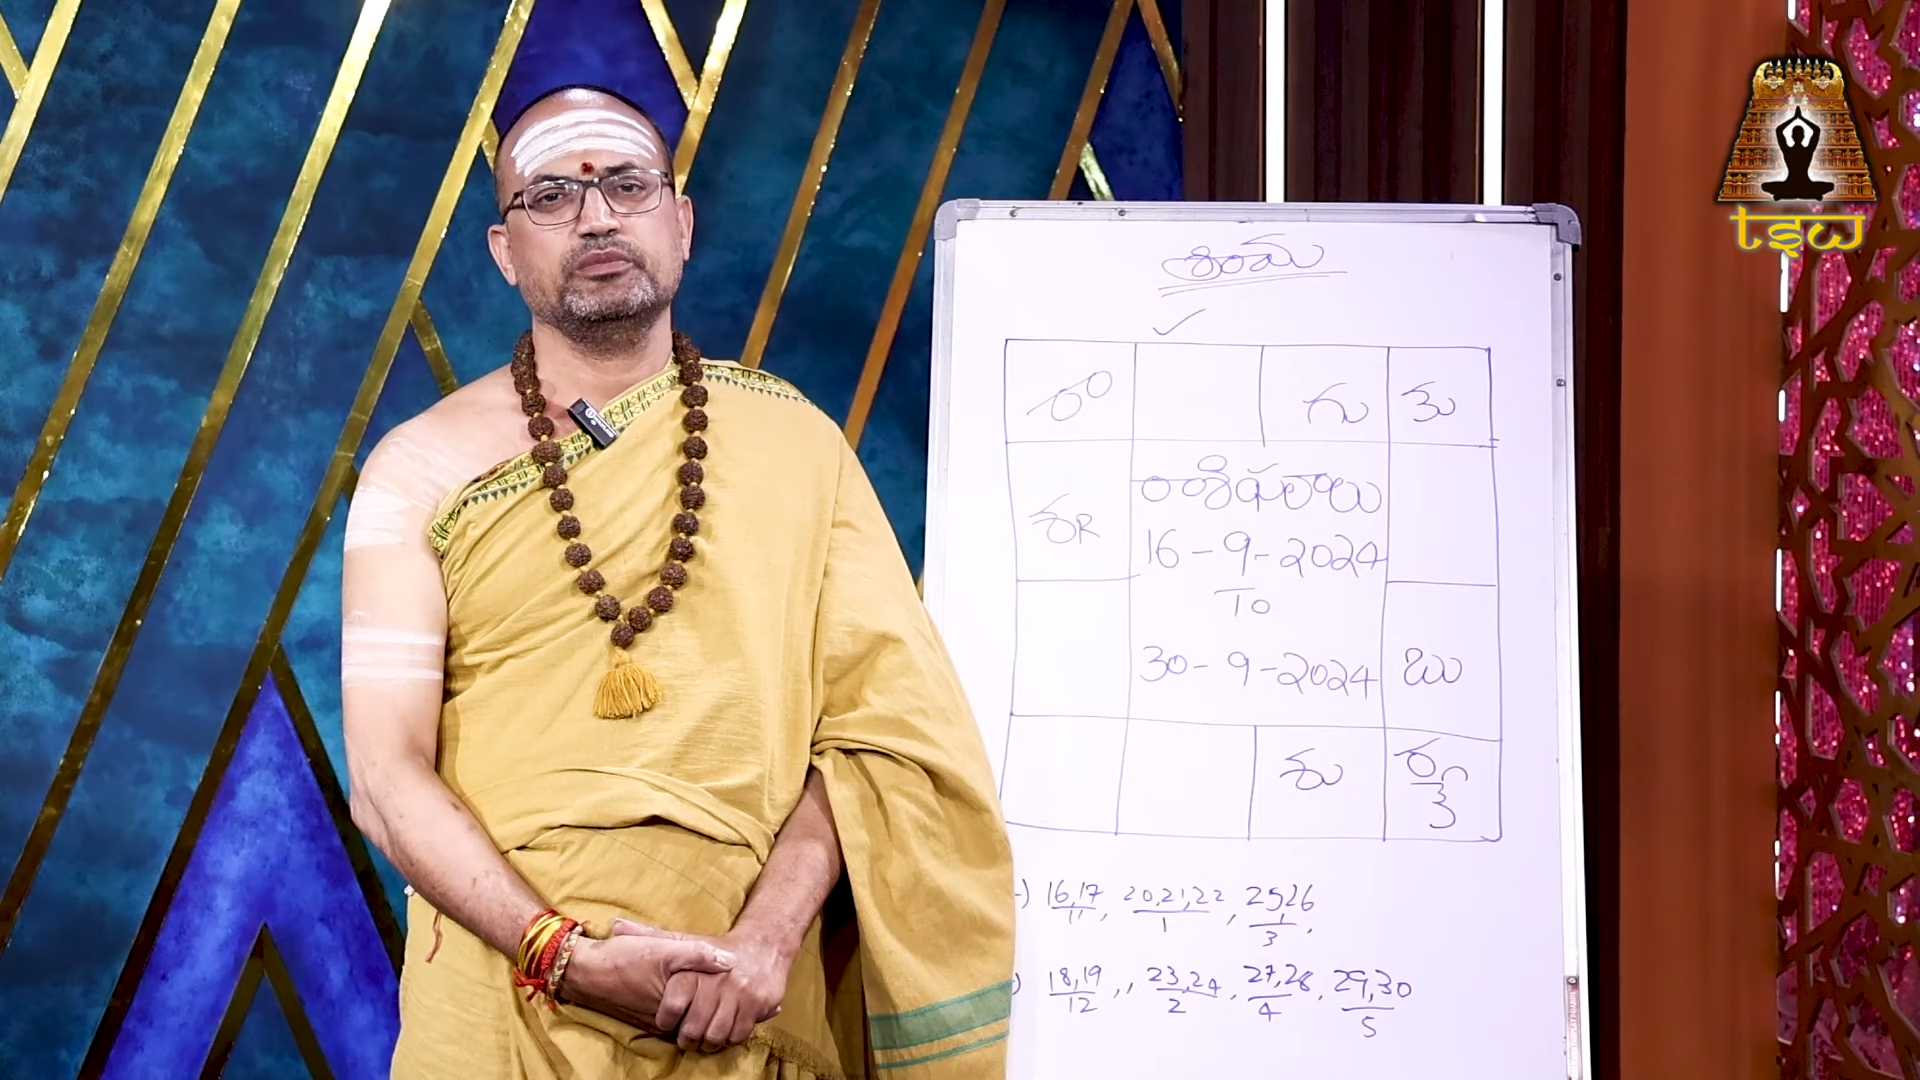 TSW
శ్రీరామ
రా గు కు
రాశిఫలాలు
శR
16-9-2024
To
30-9-2024 బు
శు ర
కే
16,17, 20,21,22, 25,26
11 1 3
18,19,, 23,24, 27,28, 29,30
12 2 4 5